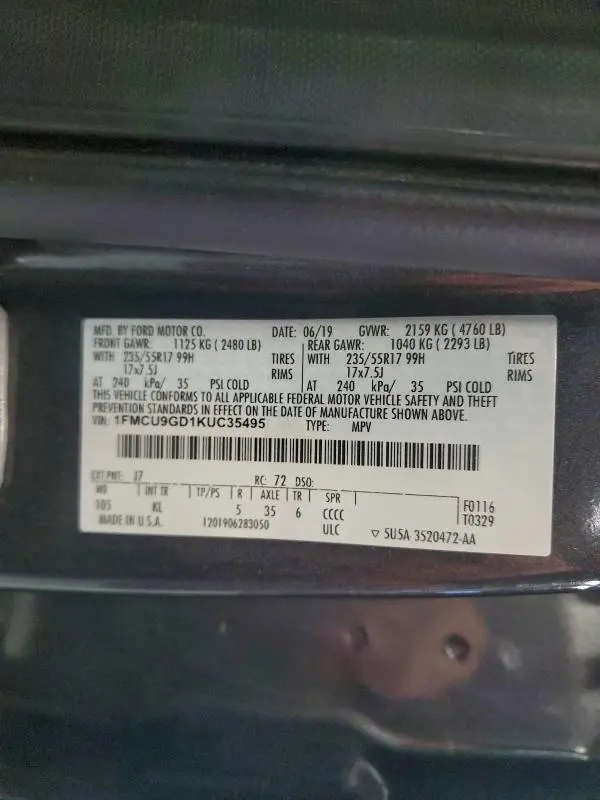 MFD. BY FORD MOTOR CO. DATE: 06/19 GVWR: 2159 KG ( 4760 LB)
FRONT GAWR: 1125 KG ( 2480 LB) REAR GAWR: 1040 KG ( 2293 LB)
WITH 235/55R17 99H TIRES WITH 235/55R17 99H TIRES
17x7.5J RIMS 17x7.5J RIMS
AT 240 kPa/ 35 PSI COLD AT 240 kPa/ 35 PSI COLD
THIS VEHICLE CONFORMS TO ALL APPLICABLE FEDERAL MOTOR VEHICLE SAFETY AND THEFT
PREVENTION STANDARDS IN EFFECT ON THE DATE OF MANUFACTURE SHOWN ABOVE.
VIN: 1FMCU9GD1KUC35495 TYPE: MPV
EXT PNT: J7 RC: 72 DSO:
WB INT TR TP/PS R AXLE TR SPR
105 KL 5 35 6 CCCC F0116
MADE IN U.S.A. 1201906283050 ULC T0329
▽ 5U5A-3520472-AA